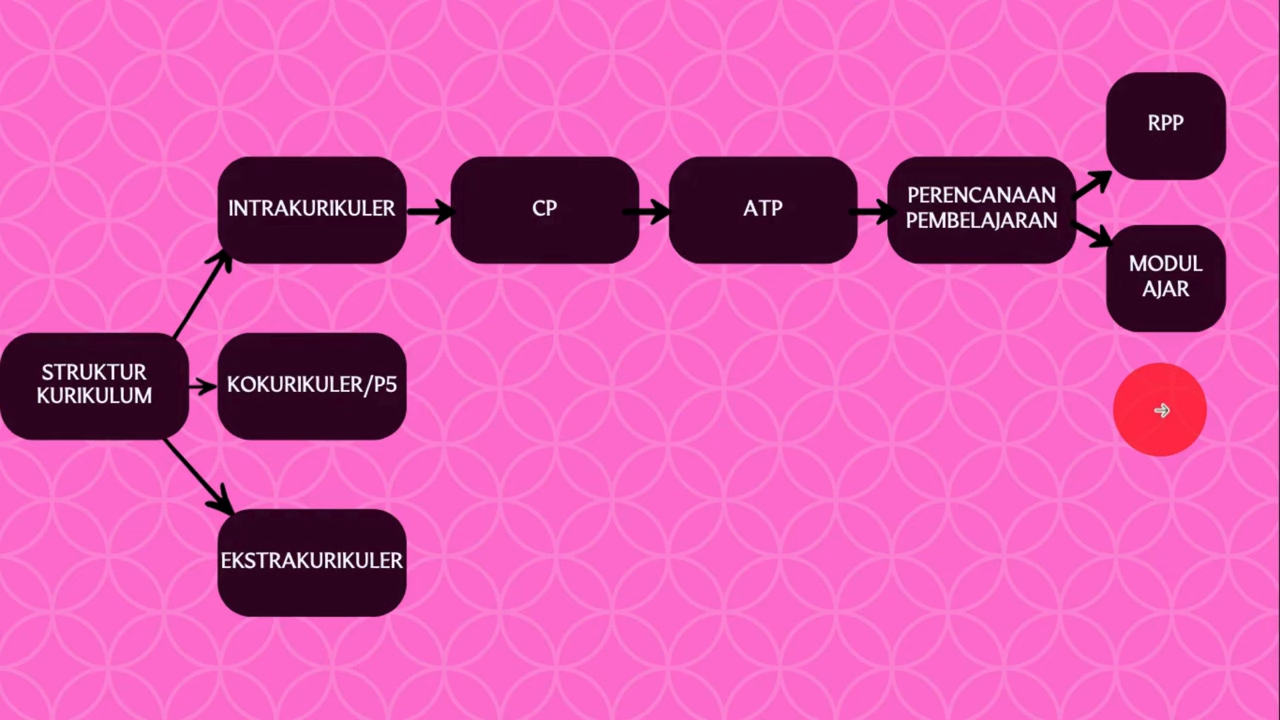 RPP
INTRAKURIKULER
CP
ATP
PERENCANAAN
PEMBELAJARAN
MODUL
AJAR
STRUKTUR
KURIKULUM
KOKURIKULER/P5
EKSTRAKURIKULER